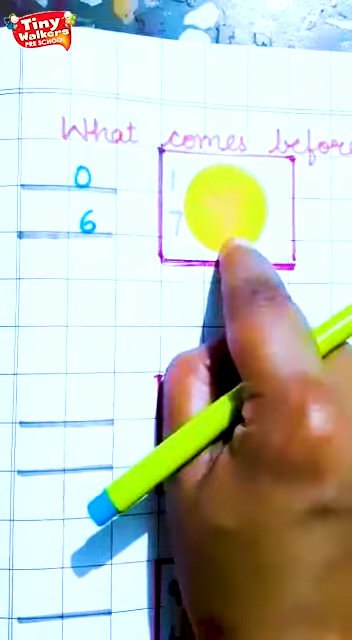 Tiny
Walkers
PRE SCHOOL
What comes before
0 1
6 7